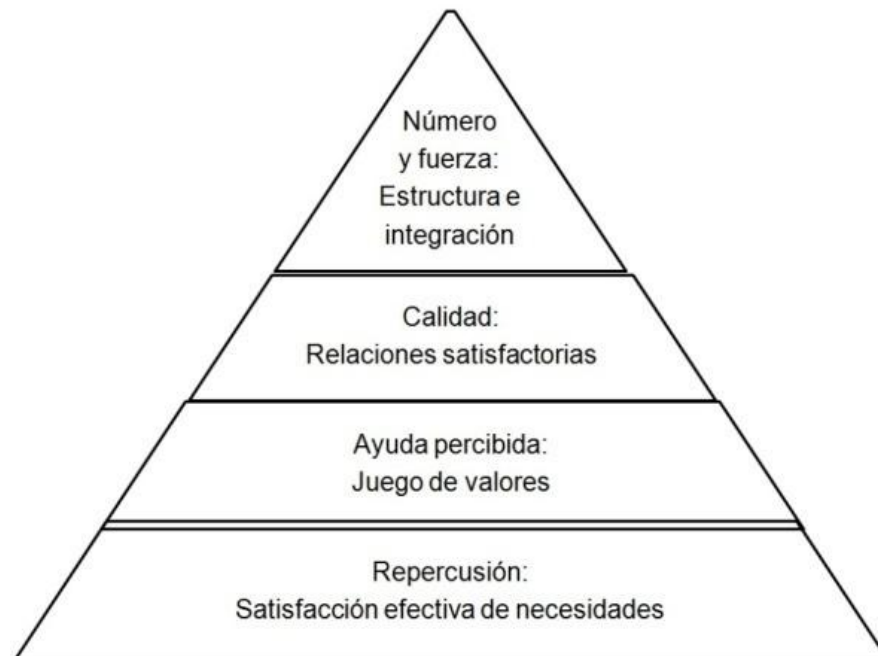 Número
y fuerza:
Estructura e
integración
Calidad:
Relaciones satisfactorias
Ayuda percibida:
Juego de valores
Repercusión:
Satisfacción efectiva de necesidades